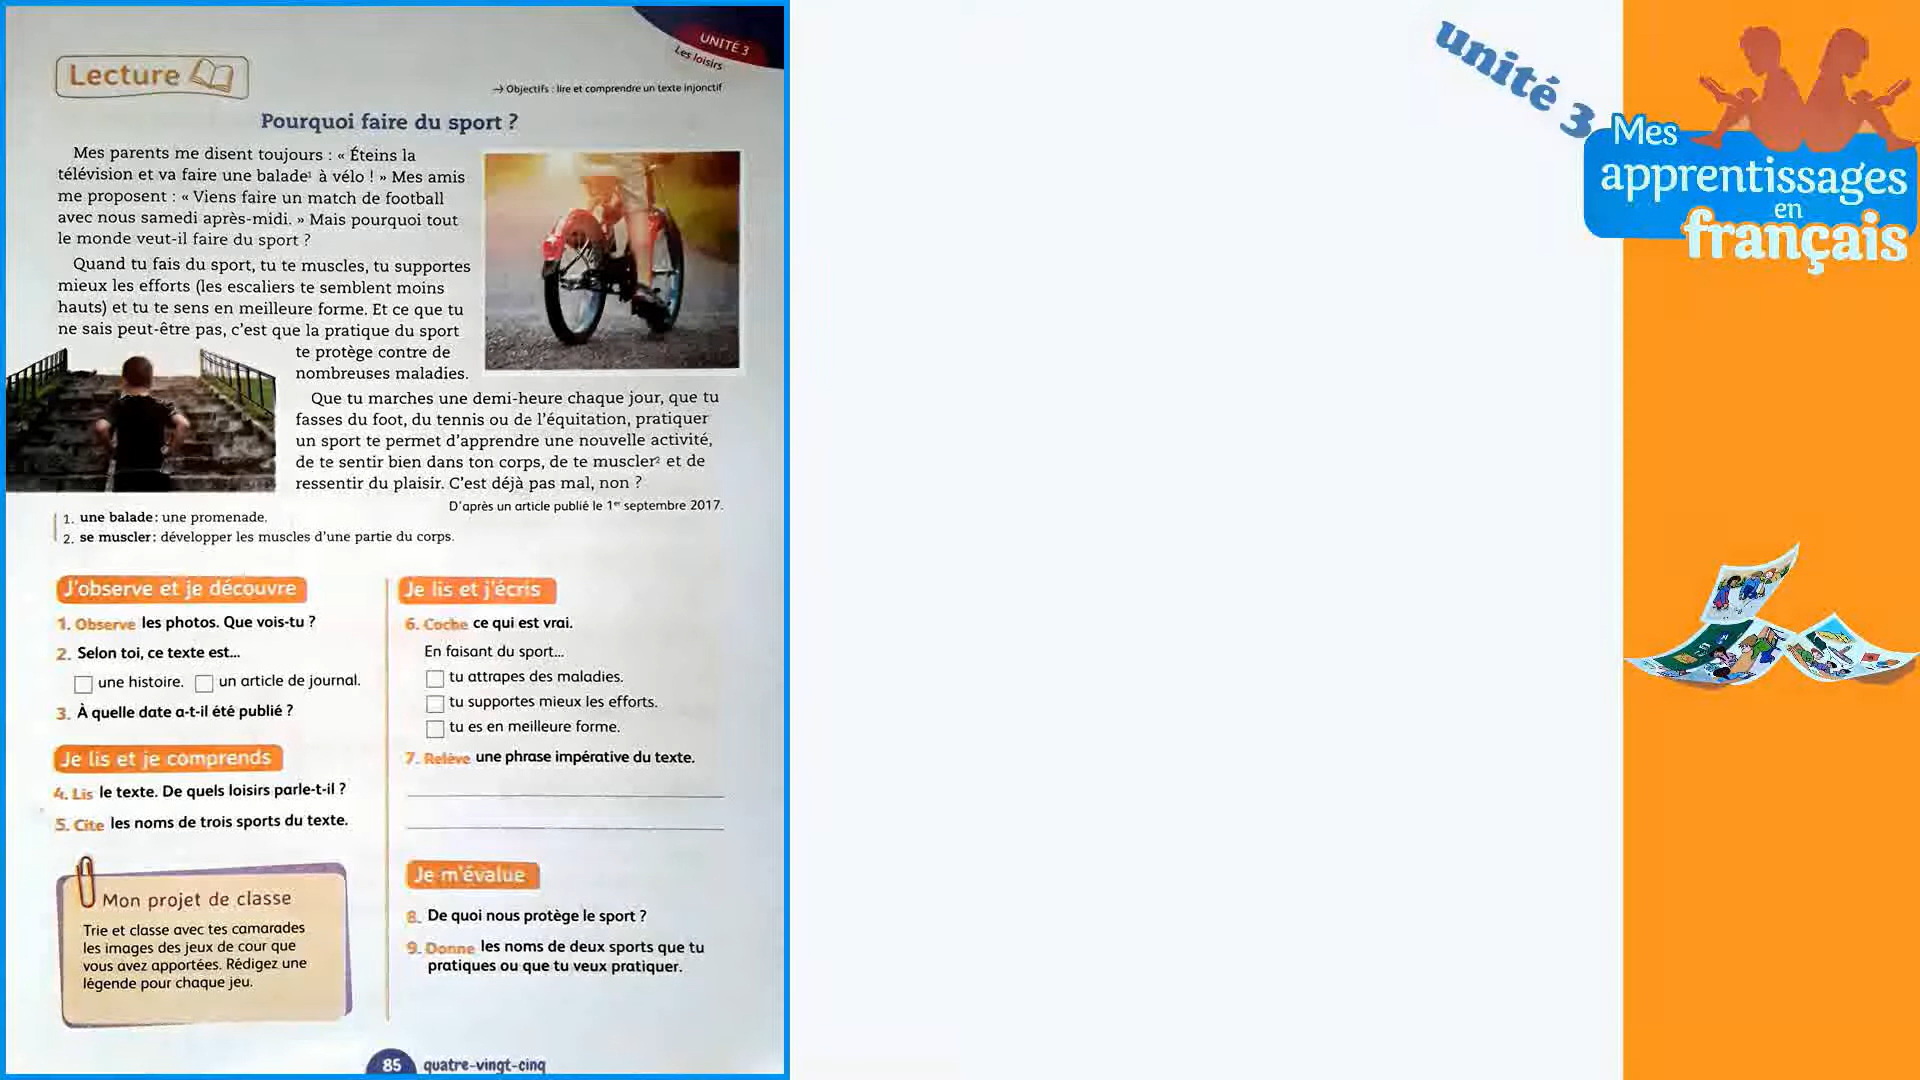 UNITÉ 3
Les loisirs
Lecture
→ Objectifs : lire et comprendre un texte injonctif
Pourquoi faire du sport ?
Mes parents me disent toujours : « Éteins la
télévision et va faire une balade¹ à vélo ! » Mes amis
me proposent : « Viens faire un match de football
avec nous samedi après-midi. » Mais pourquoi tout
le monde veut-il faire du sport ?
Quand tu fais du sport, tu te muscles, tu supportes
mieux les efforts (les escaliers te semblent moins
hauts) et tu te sens en meilleure forme. Et ce que tu
ne sais peut-être pas, c'est que la pratique du sport
te protège contre de
nombreuses maladies.
Que tu marches une demi-heure chaque jour, que tu
fasses du foot, du tennis ou de l'équitation, pratiquer
un sport te permet d'apprendre une nouvelle activité,
de te sentir bien dans ton corps, de te muscler² et de
ressentir du plaisir. C'est déjà pas mal, non ?
D'après un article publié le 1er septembre 2017.
1. une balade : une promenade.
2. se muscler : développer les muscles d'une partie du corps.
J'observe et je découvre
1. Observe les photos. Que vois-tu ?
2. Selon toi, ce texte est...
une histoire. un article de journal.
3. À quelle date a-t-il été publié ?
Je lis et je comprends
4. Lis le texte. De quels loisirs parle-t-il ?
5. Cite les noms de trois sports du texte.
Mon projet de classe
Trie et classe avec tes camarades
les images des jeux de cour que
vous avez apportées. Rédigez une
légende pour chaque jeu.
Je lis et j'écris
6. Coche ce qui est vrai.
En faisant du sport...
tu attrapes des maladies.
tu supportes mieux les efforts.
tu es en meilleure forme.
7. Relève une phrase impérative du texte.
Je m'évalue
8. De quoi nous protège le sport ?
9. Donne les noms de deux sports que tu
pratiques ou que tu veux pratiquer.
85 quatre-vingt-cinq
unité 3
Mes
apprentissages
en
français